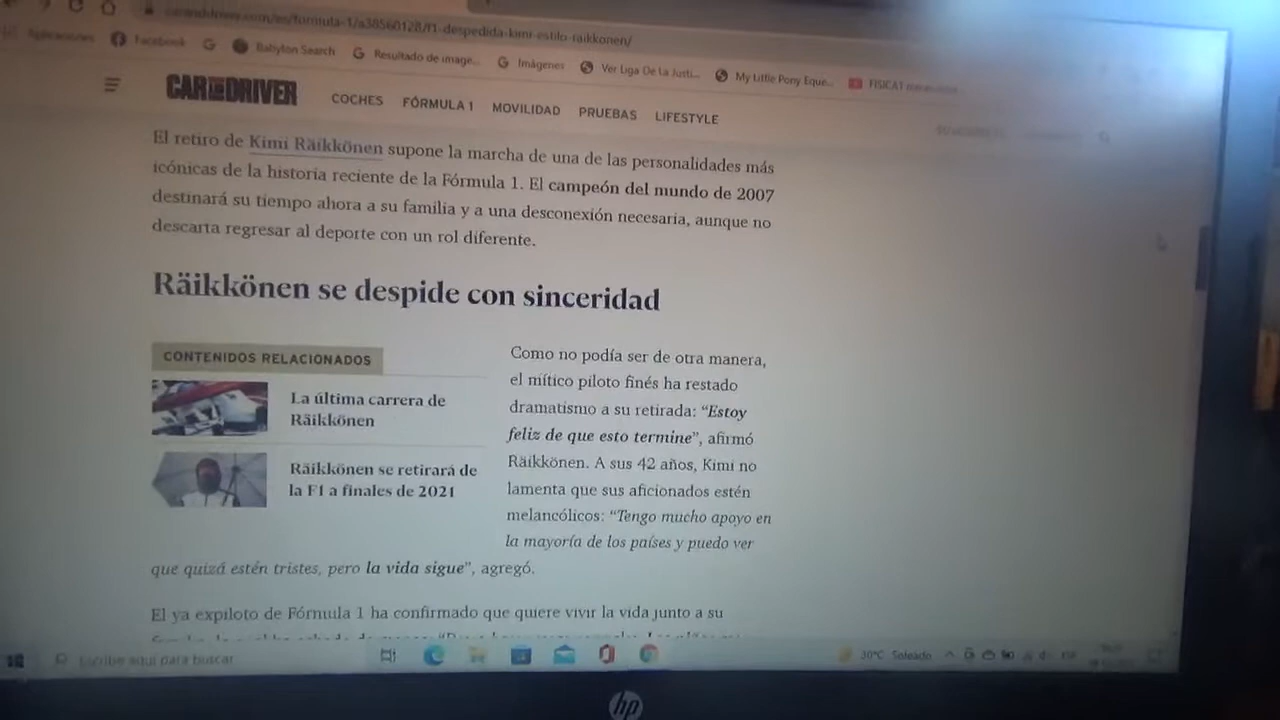 caranddriver.com/es/formula-1/a38560128/f1-despedida-kimi-estilo-raikkonen/
Aplicaciones Facebook Babylon Search Resultado de image... Imágenes Ver Liga De La Justi... My Little Pony Eque... FISICA1
CAR AND DRIVER COCHES FÓRMULA 1 MOVILIDAD PRUEBAS LIFESTYLE
El retiro de Kimi Räikkönen supone la marcha de una de las personalidades más
icónicas de la historia reciente de la Fórmula 1. El campeón del mundo de 2007
destinará su tiempo ahora a su familia y a una desconexión necesaria, aunque no
descarta regresar al deporte con un rol diferente.
Räikkönen se despide con sinceridad
CONTENIDOS RELACIONADOS
La última carrera de
Räikkönen
Räikkönen se retirará de
la F1 a finales de 2021
Como no podía ser de otra manera,
el mítico piloto finés ha restado
dramatismo a su retirada: “Estoy
feliz de que esto termine”, afirmó
Räikkönen. A sus 42 años, Kimi no
lamenta que sus aficionados estén
melancólicos: “Tengo mucho apoyo en
la mayoría de los países y puedo ver
que quizá estén tristes, pero la vida sigue”, agregó.
El ya expiloto de Fórmula 1 ha confirmado que quiere vivir la vida junto a su
Escribe aquí para buscar
30°C Soleado
hp